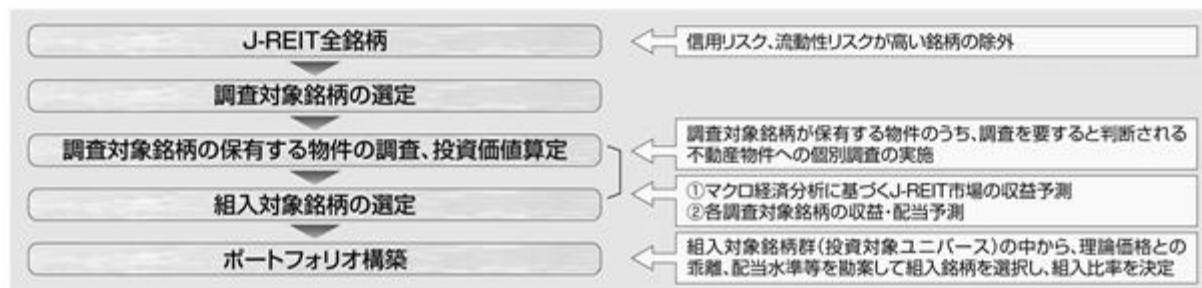 J-REIT全銘柄
信用リスク、流動性リスクが高い銘柄の除外
調査対象銘柄の選定
調査対象銘柄の保有する物件の調査、投資価値算定
調査対象銘柄が保有する物件のうち、調査を要すると判断される
不動産物件への個別調査の実施
組入対象銘柄の選定
①マクロ経済分析に基づくJ-REIT市場の収益予測
②各調査対象銘柄の収益・配当予測
ポートフォリオ構築
組入対象銘柄群(投資対象ユニバース)の中から、理論価格との
乖離、配当水準等を勘案して組入銘柄を選択し、組入比率を決定